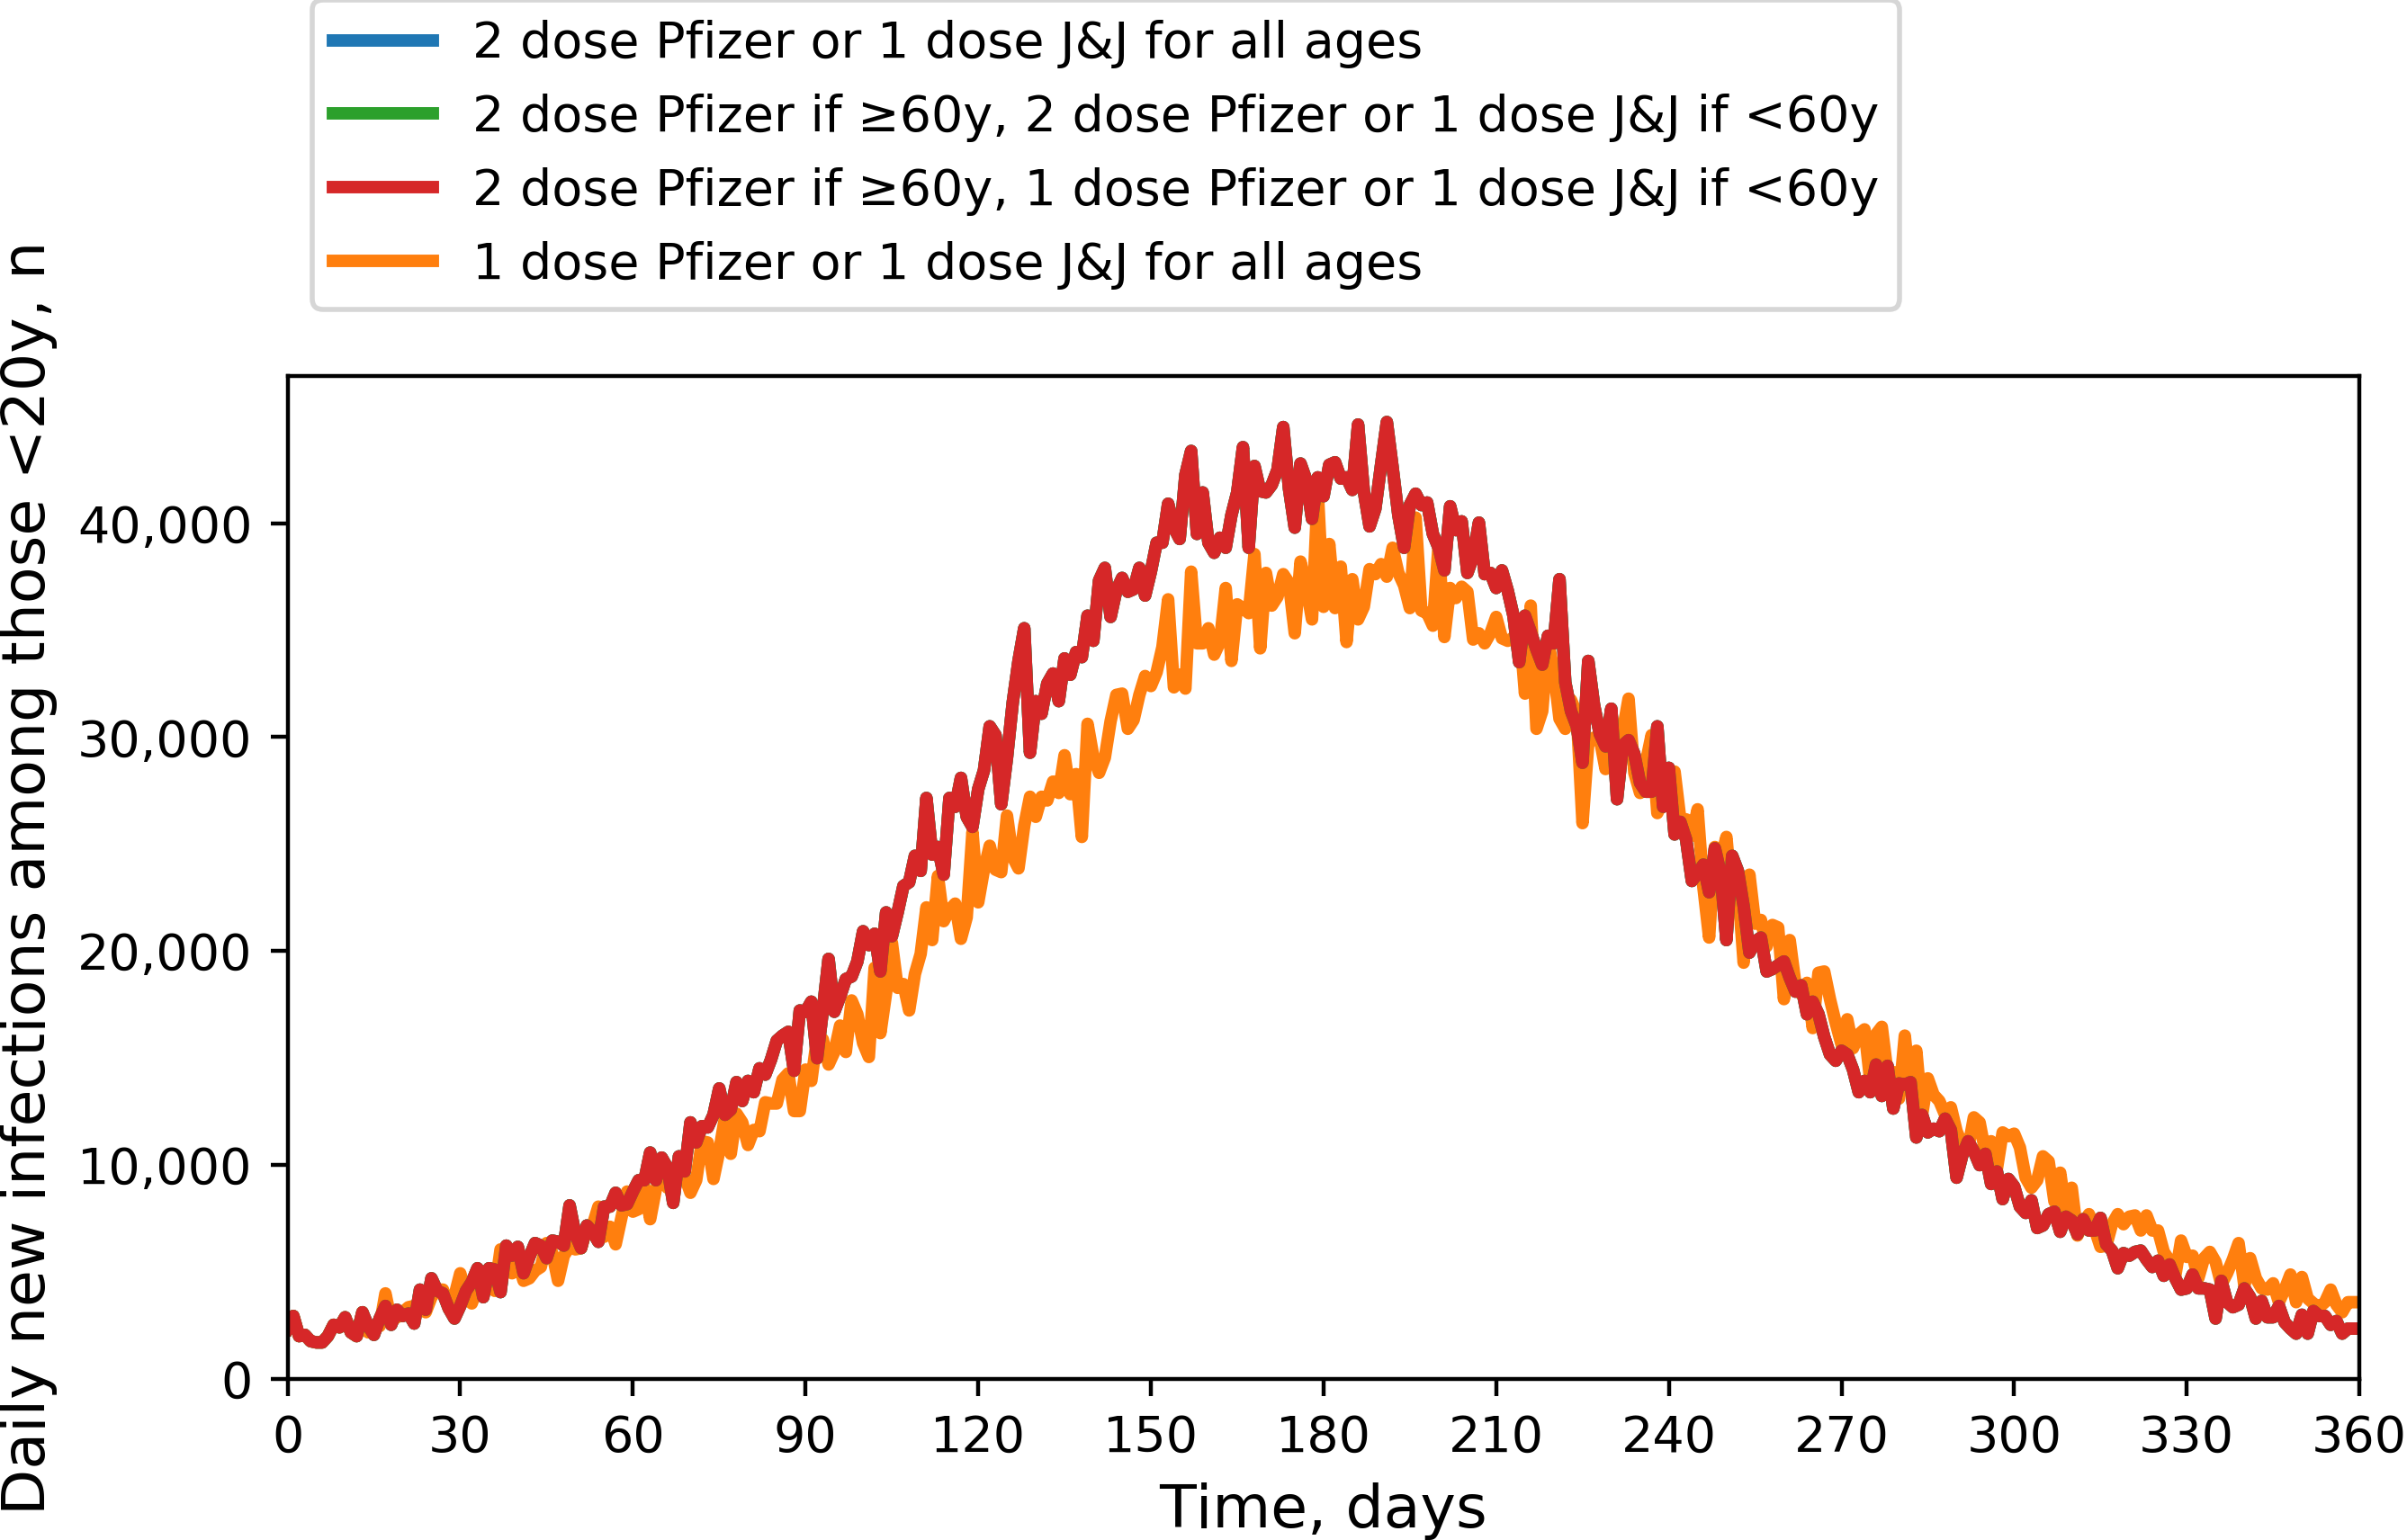 2 dose Pfizer or 1 dose J&J for all ages
2 dose Pfizer if ≥60y, 2 dose Pfizer or 1 dose J&J if <60y
2 dose Pfizer if ≥60y, 1 dose Pfizer or 1 dose J&J if <60y
1 dose Pfizer or 1 dose J&J for all ages
Daily new infections among those <20y, n
40,000
30,000
20,000
10,000
0
0 30 60 90 120 150 180 210 240 270 300 330 360
Time, days